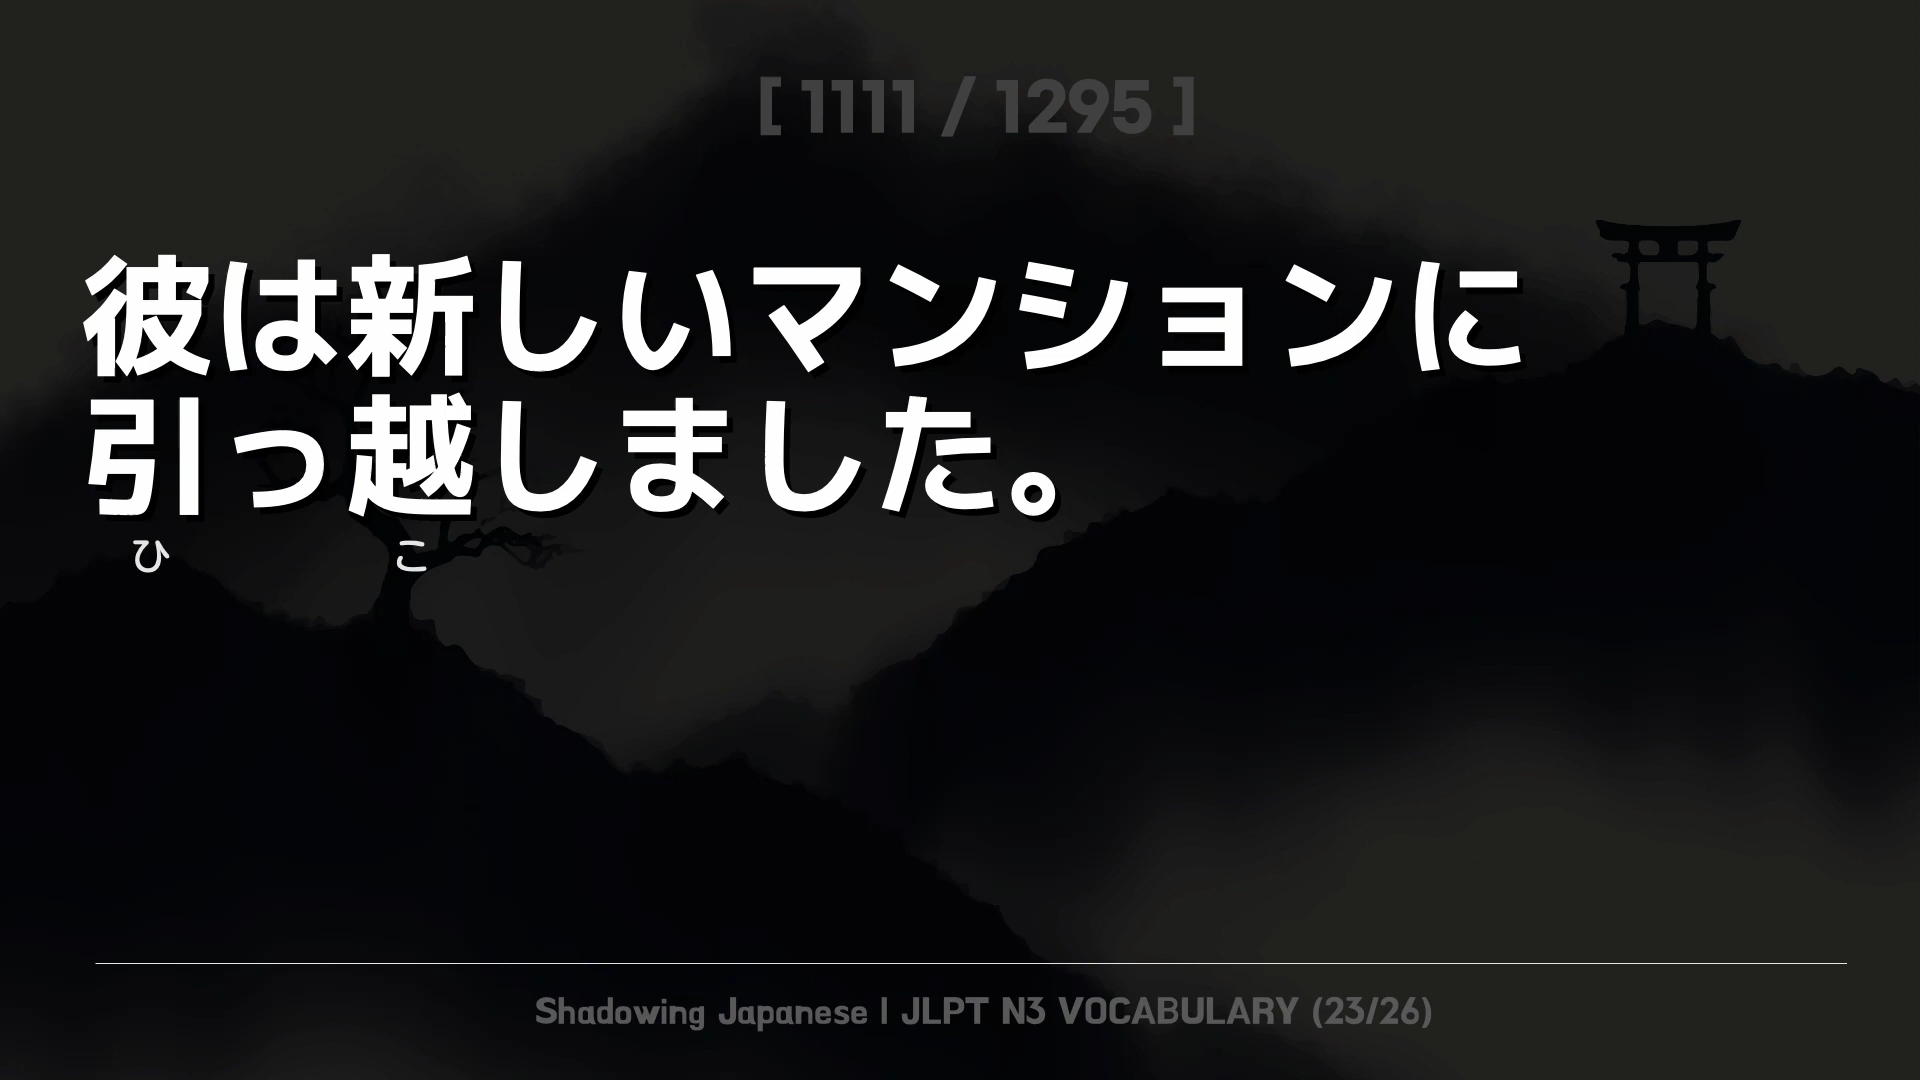 [ 1111 / 1295 ]
彼は新しいマンションに
引っ越しました。
ひ こ
Shadowing Japanese | JLPT N3 VOCABULARY (23/26)